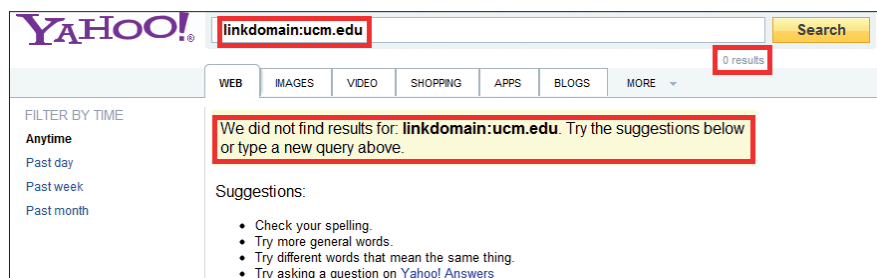 YAHOO!®
linkdomain:ucm.edu
Search
0 results
WEB IMAGES VIDEO SHOPPING APPS BLOGS MORE
FILTER BY TIME
Anytime
Past day
Past week
Past month
We did not find results for: linkdomain:ucm.edu. Try the suggestions below
or type a new query above.
Suggestions:
• Check your spelling.
• Try more general words.
• Try different words that mean the same thing.
• Try asking a question on Yahoo! Answers